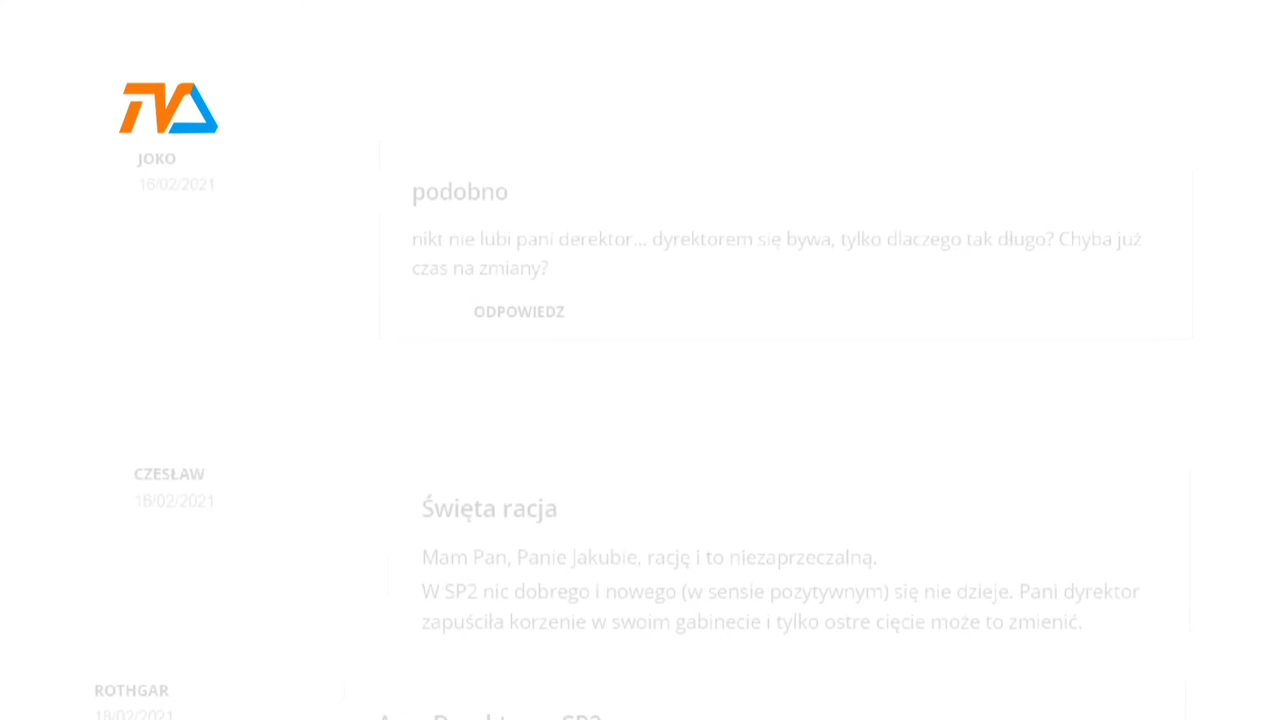 TVA
JOKO
16/02/2021
podobno
nikt nie lubi pani derektor... dyrektorem się bywa, tylko dlaczego tak długo? Chyba już
czas na zmiany?
ODPOWIEDZ
CZESŁAW
16/02/2021
Święta racja
Mam Pan, Panie Jakubie, rację i to niezaprzeczalną.
W SP2 nic dobrego i nowego (w sensie pozytywnym) się nie dzieje. Pani dyrektor
zapuściła korzenie w swoim gabinecie i tylko ostre cięcie może to zmienić.
ROTHGAR
18/02/2021
SP2